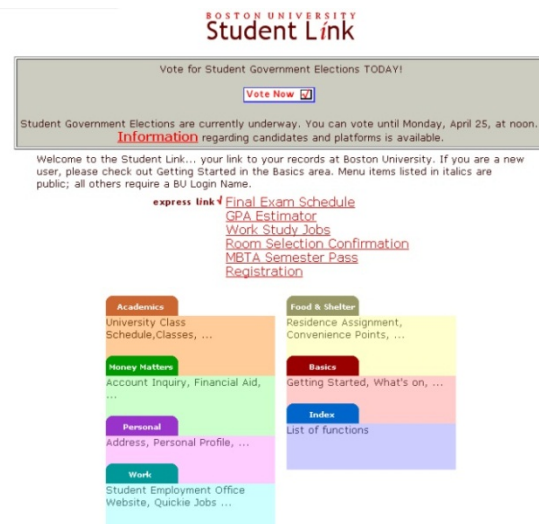 BOSTON UNIVERSITY
Student Link
Vote for Student Government Elections TODAY!
Vote Now
Student Government Elections are currently underway. You can vote until Monday, April 25, at noon.
Information regarding candidates and platforms is available.
Welcome to the Student Link... your link to your records at Boston University. If you are a new
user, please check out Getting Started in the Basics area. Menu items listed in italics are
public; all others require a BU Login Name.
express link Final Exam Schedule
GPA Estimator
Work Study Jobs
Room Selection Confirmation
MBTA Semester Pass
Registration
Academics
University Class
Schedule,Classes, ...
Money Matters
Account Inquiry, Financial Aid,
...
Personal
Address, Personal Profile, ...
Work
Student Employment Office
Website, Quickie Jobs ...
Food & Shelter
Residence Assignment,
Convenience Points, ...
Basics
Getting Started, What's on, ...
Index
List of functions